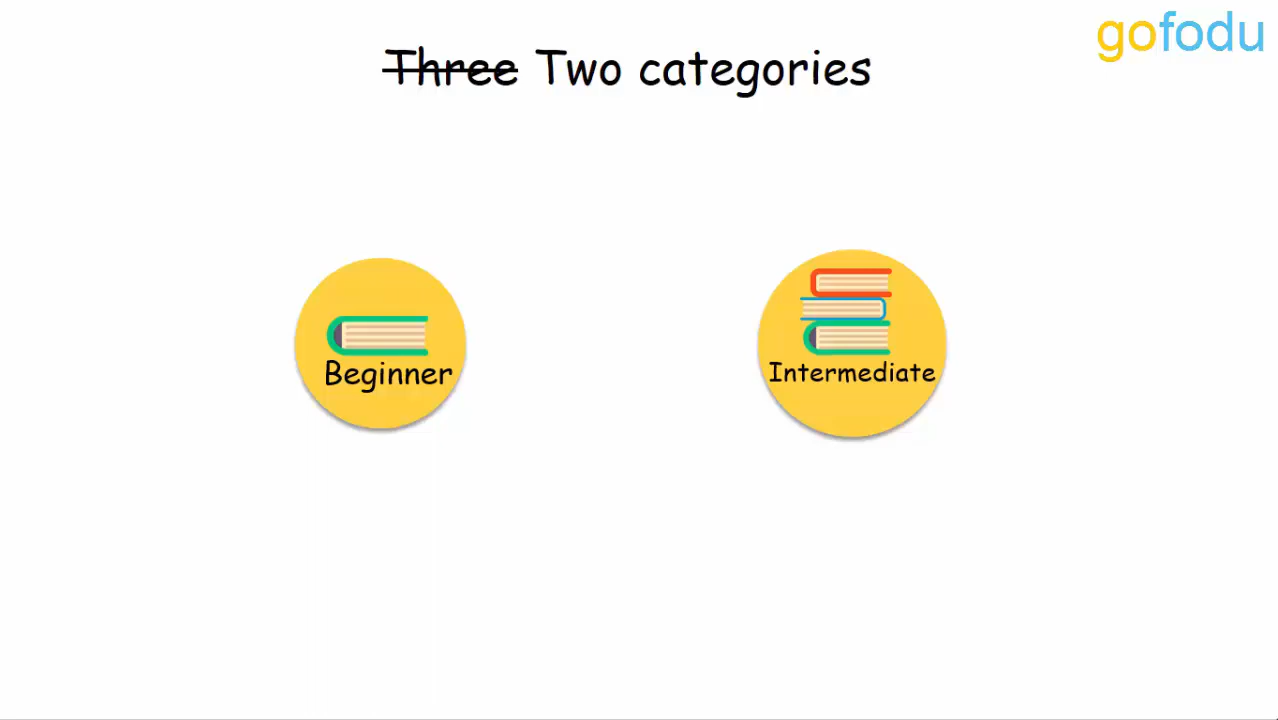 gofodu
Three Two categories
Beginner
Intermediate